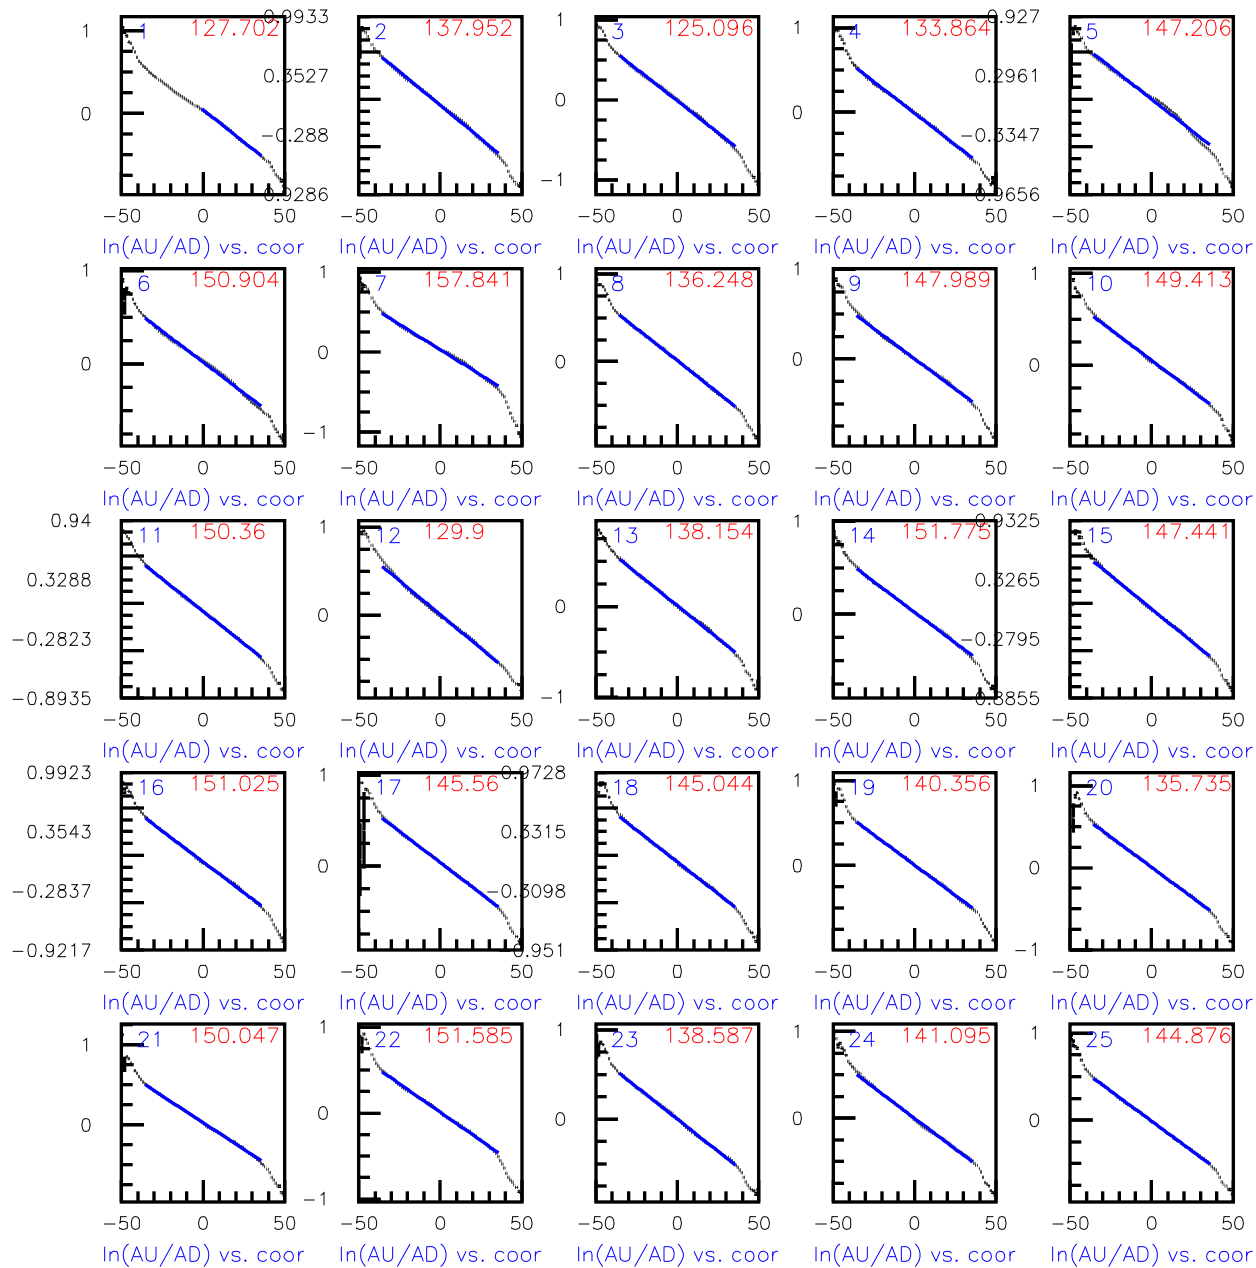 1 1 127.702
0
−50 0 50
ln(AU/AD) vs. coor
0.9933 2 137.952
0.3527
−0.288
0.9286
−50 0 50
ln(AU/AD) vs. coor
1 3 125.096
0
−1
−50 0 50
ln(AU/AD) vs. coor
1 4 133.864
0
−50 0 50
ln(AU/AD) vs. coor
0.927 5 147.206
0.2961
−0.3347
0.9656
−50 0 50
ln(AU/AD) vs. coor
1 6 150.904
0
−50 0 50
ln(AU/AD) vs. coor
1 7 157.841
0
−1
−50 0 50
ln(AU/AD) vs. coor
1 8 136.248
0
−50 0 50
ln(AU/AD) vs. coor
1 9 147.989
0
−50 0 50
ln(AU/AD) vs. coor
1 10 149.413
0
−50 0 50
ln(AU/AD) vs. coor
0.94 11 150.36
0.3288
−0.2823
−0.8935
−50 0 50
ln(AU/AD) vs. coor
1 12 129.9
0
−50 0 50
ln(AU/AD) vs. coor
1 13 138.154
0
−1
−50 0 50
ln(AU/AD) vs. coor
1 14 151.775
0
−50 0 50
ln(AU/AD) vs. coor
0.9325 15 147.441
0.3265
−0.2795
0.8855
−50 0 50
ln(AU/AD) vs. coor
0.9923 16 151.025
0.3543
−0.2837
−0.9217
−50 0 50
ln(AU/AD) vs. coor
1 17 145.56
0
−50 0 50
ln(AU/AD) vs. coor
0.9728 18 145.044
0.3315
−0.3098
0.951
−50 0 50
ln(AU/AD) vs. coor
1 19 140.356
0
−50 0 50
ln(AU/AD) vs. coor
1 20 135.735
0
−1
−50 0 50
ln(AU/AD) vs. coor
1 21 150.047
0
−50 0 50
ln(AU/AD) vs. coor
1 22 151.585
0
−1
−50 0 50
ln(AU/AD) vs. coor
1 23 138.587
0
−50 0 50
ln(AU/AD) vs. coor
1 24 141.095
0
−50 0 50
ln(AU/AD) vs. coor
1 25 144.876
0
−50 0 50
ln(AU/AD) vs. coor